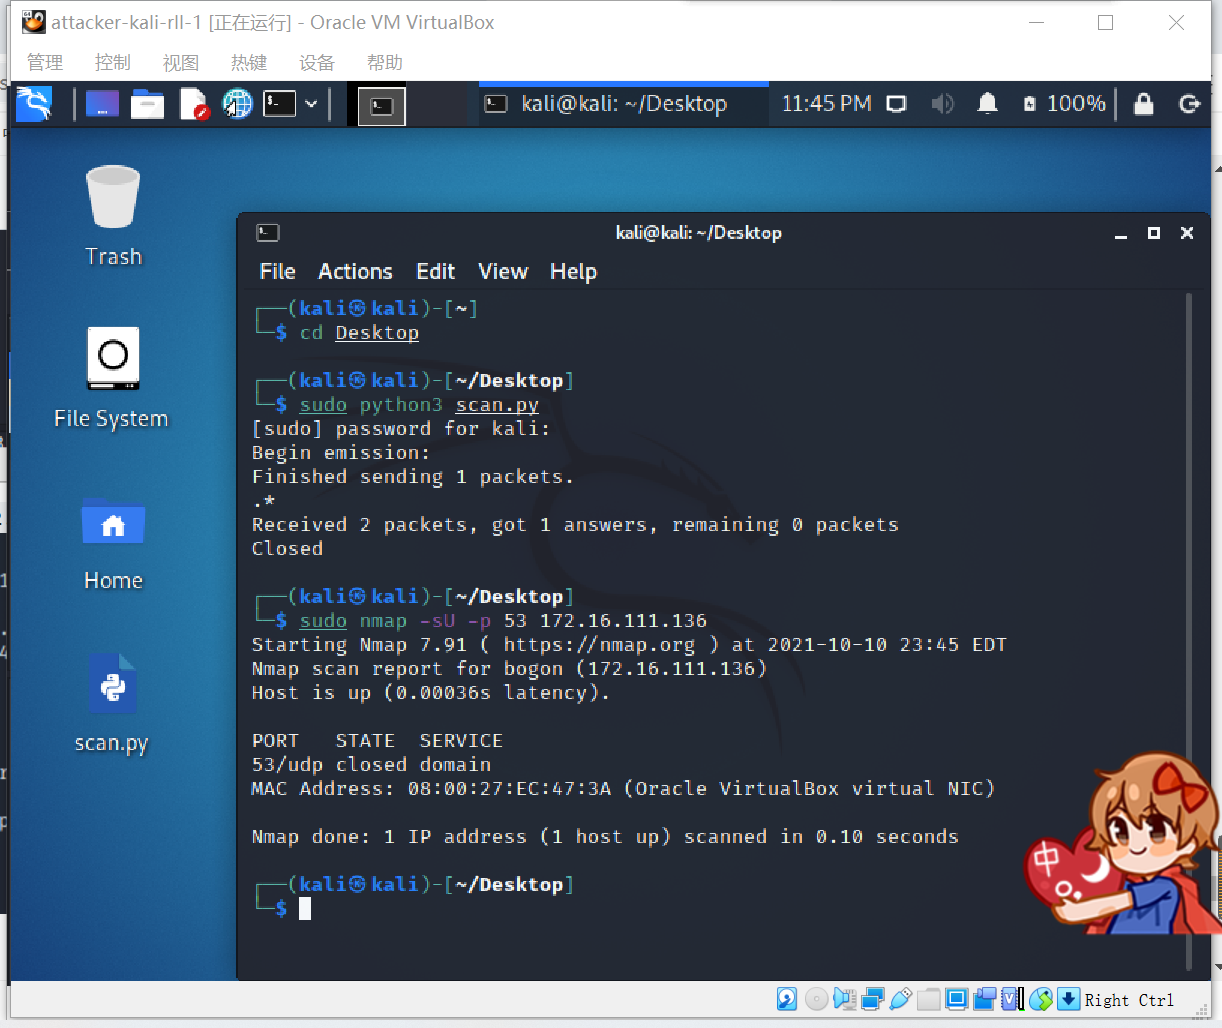 attacker-kali-rll-1 [正在运行] - Oracle VM VirtualBox
管理 控制 视图 热键 设备 帮助
kali@kali: ~/Desktop 11:45 PM 100%
Trash
File System
Home
scan.py
kali@kali: ~/Desktop
File Actions Edit View Help
┌──(kali㉿kali)-[~]
└─$ cd Desktop
┌──(kali㉿kali)-[~/Desktop]
└─$ sudo python3 scan.py
[sudo] password for kali:
Begin emission:
Finished sending 1 packets.
.*
Received 2 packets, got 1 answers, remaining 0 packets
Closed
┌──(kali㉿kali)-[~/Desktop]
└─$ sudo nmap -sU -p 53 172.16.111.136
Starting Nmap 7.91 ( https://nmap.org ) at 2021-10-10 23:45 EDT
Nmap scan report for bogon (172.16.111.136)
Host is up (0.00036s latency).
PORT   STATE  SERVICE
53/udp closed domain
MAC Address: 08:00:27:EC:47:3A (Oracle VirtualBox virtual NIC)
Nmap done: 1 IP address (1 host up) scanned in 0.10 seconds
┌──(kali㉿kali)-[~/Desktop]
└─$
中
Right Ctrl